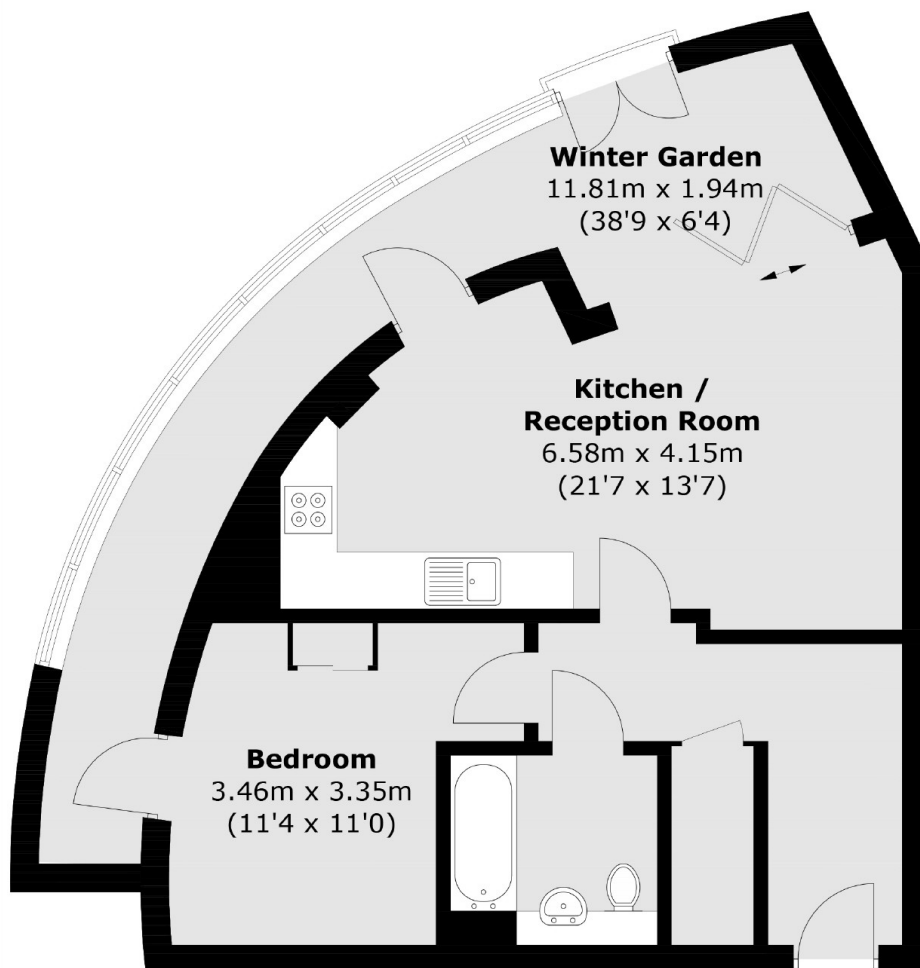 Winter Garden
11.81m x 1.94m
(38'9 x 6'4)
Kitchen /
Reception Room
6.58m x 4.15m
(21'7 x 13'7)
Bedroom
3.46m x 3.35m
(11'4 x 11'0)